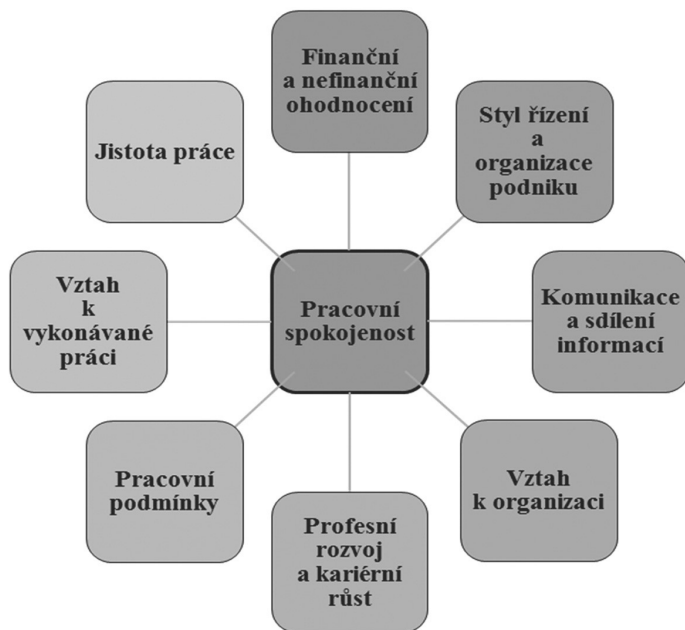 Finanční
a nefinanční
ohodnocení
Styl řízení
a
organizace
podniku
Jistota práce
Vztah
k
vykonávané
práci
Pracovní
spokojenost
Komunikace
a sdílení
informací
Pracovní
podmínky
Profesní
rozvoj
a kariérní
růst
Vztah
k organizaci